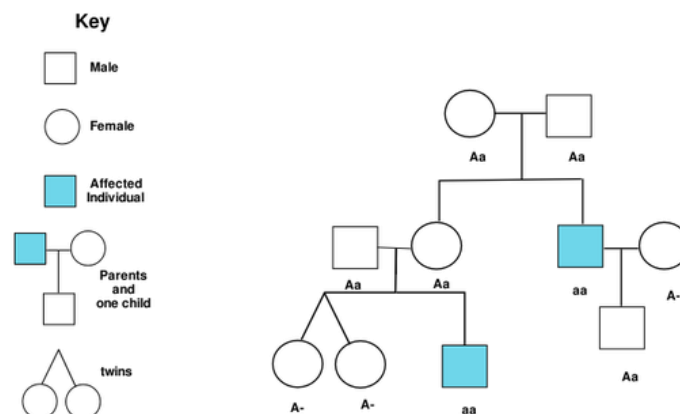 Key
Male
Female
Affected
Individual
Parents
and
one child
twins
Aa Aa
Aa Aa aa A-
Aa
A- A- aa